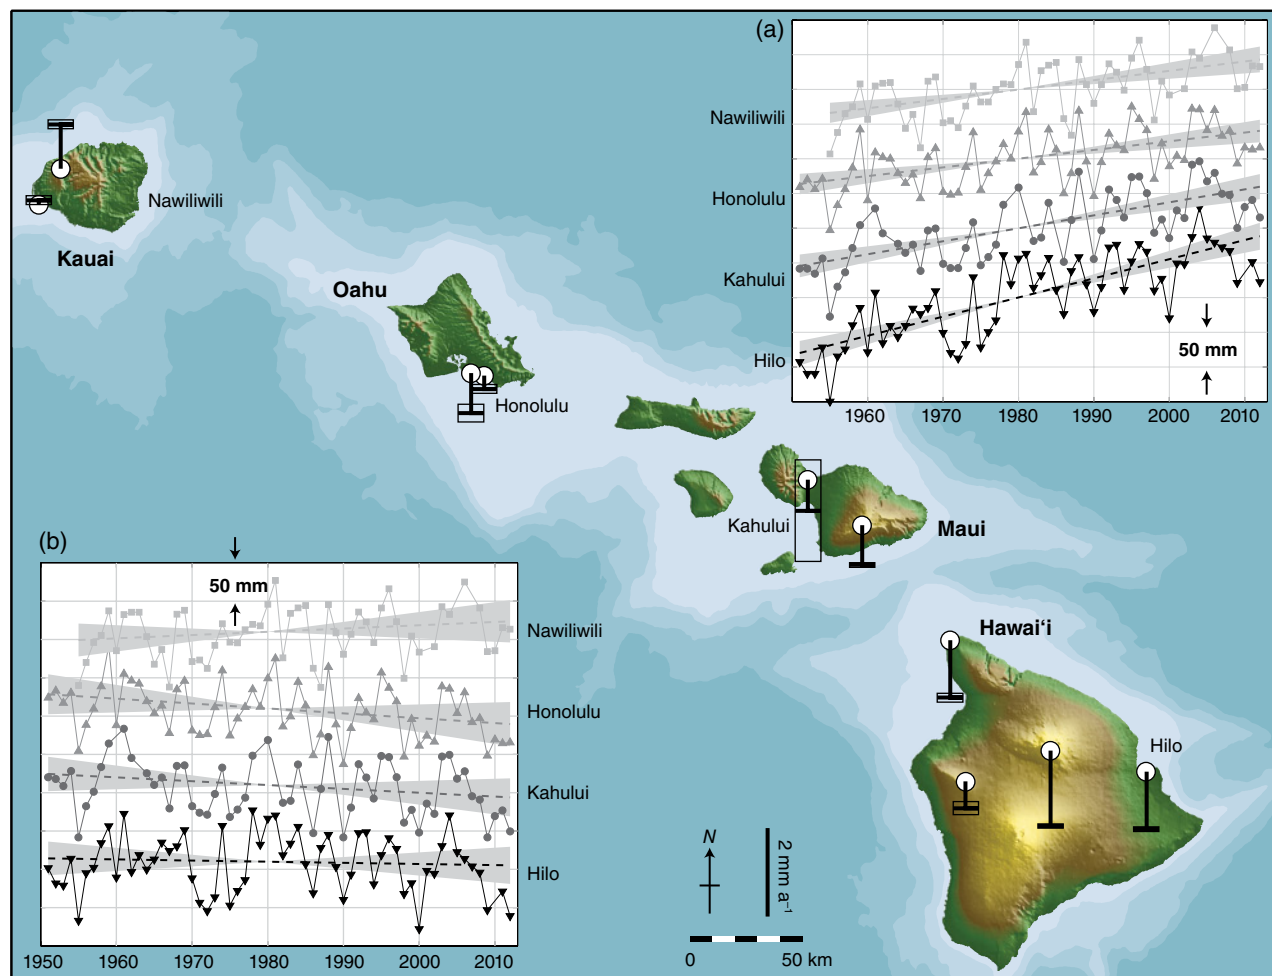 (a)
Nawiliwili
Honolulu
Kahului
Hilo
50 mm
1960 1970 1980 1990 2000 2010
Nawiliwili
Kauai
Oahu
Honolulu
Kahului
Maui
Hawai‘i
Hilo
(b)
50 mm
Nawiliwili
Honolulu
Kahului
Hilo
1950 1960 1970 1980 1990 2000 2010
N
2 mm a⁻¹
0 50 km